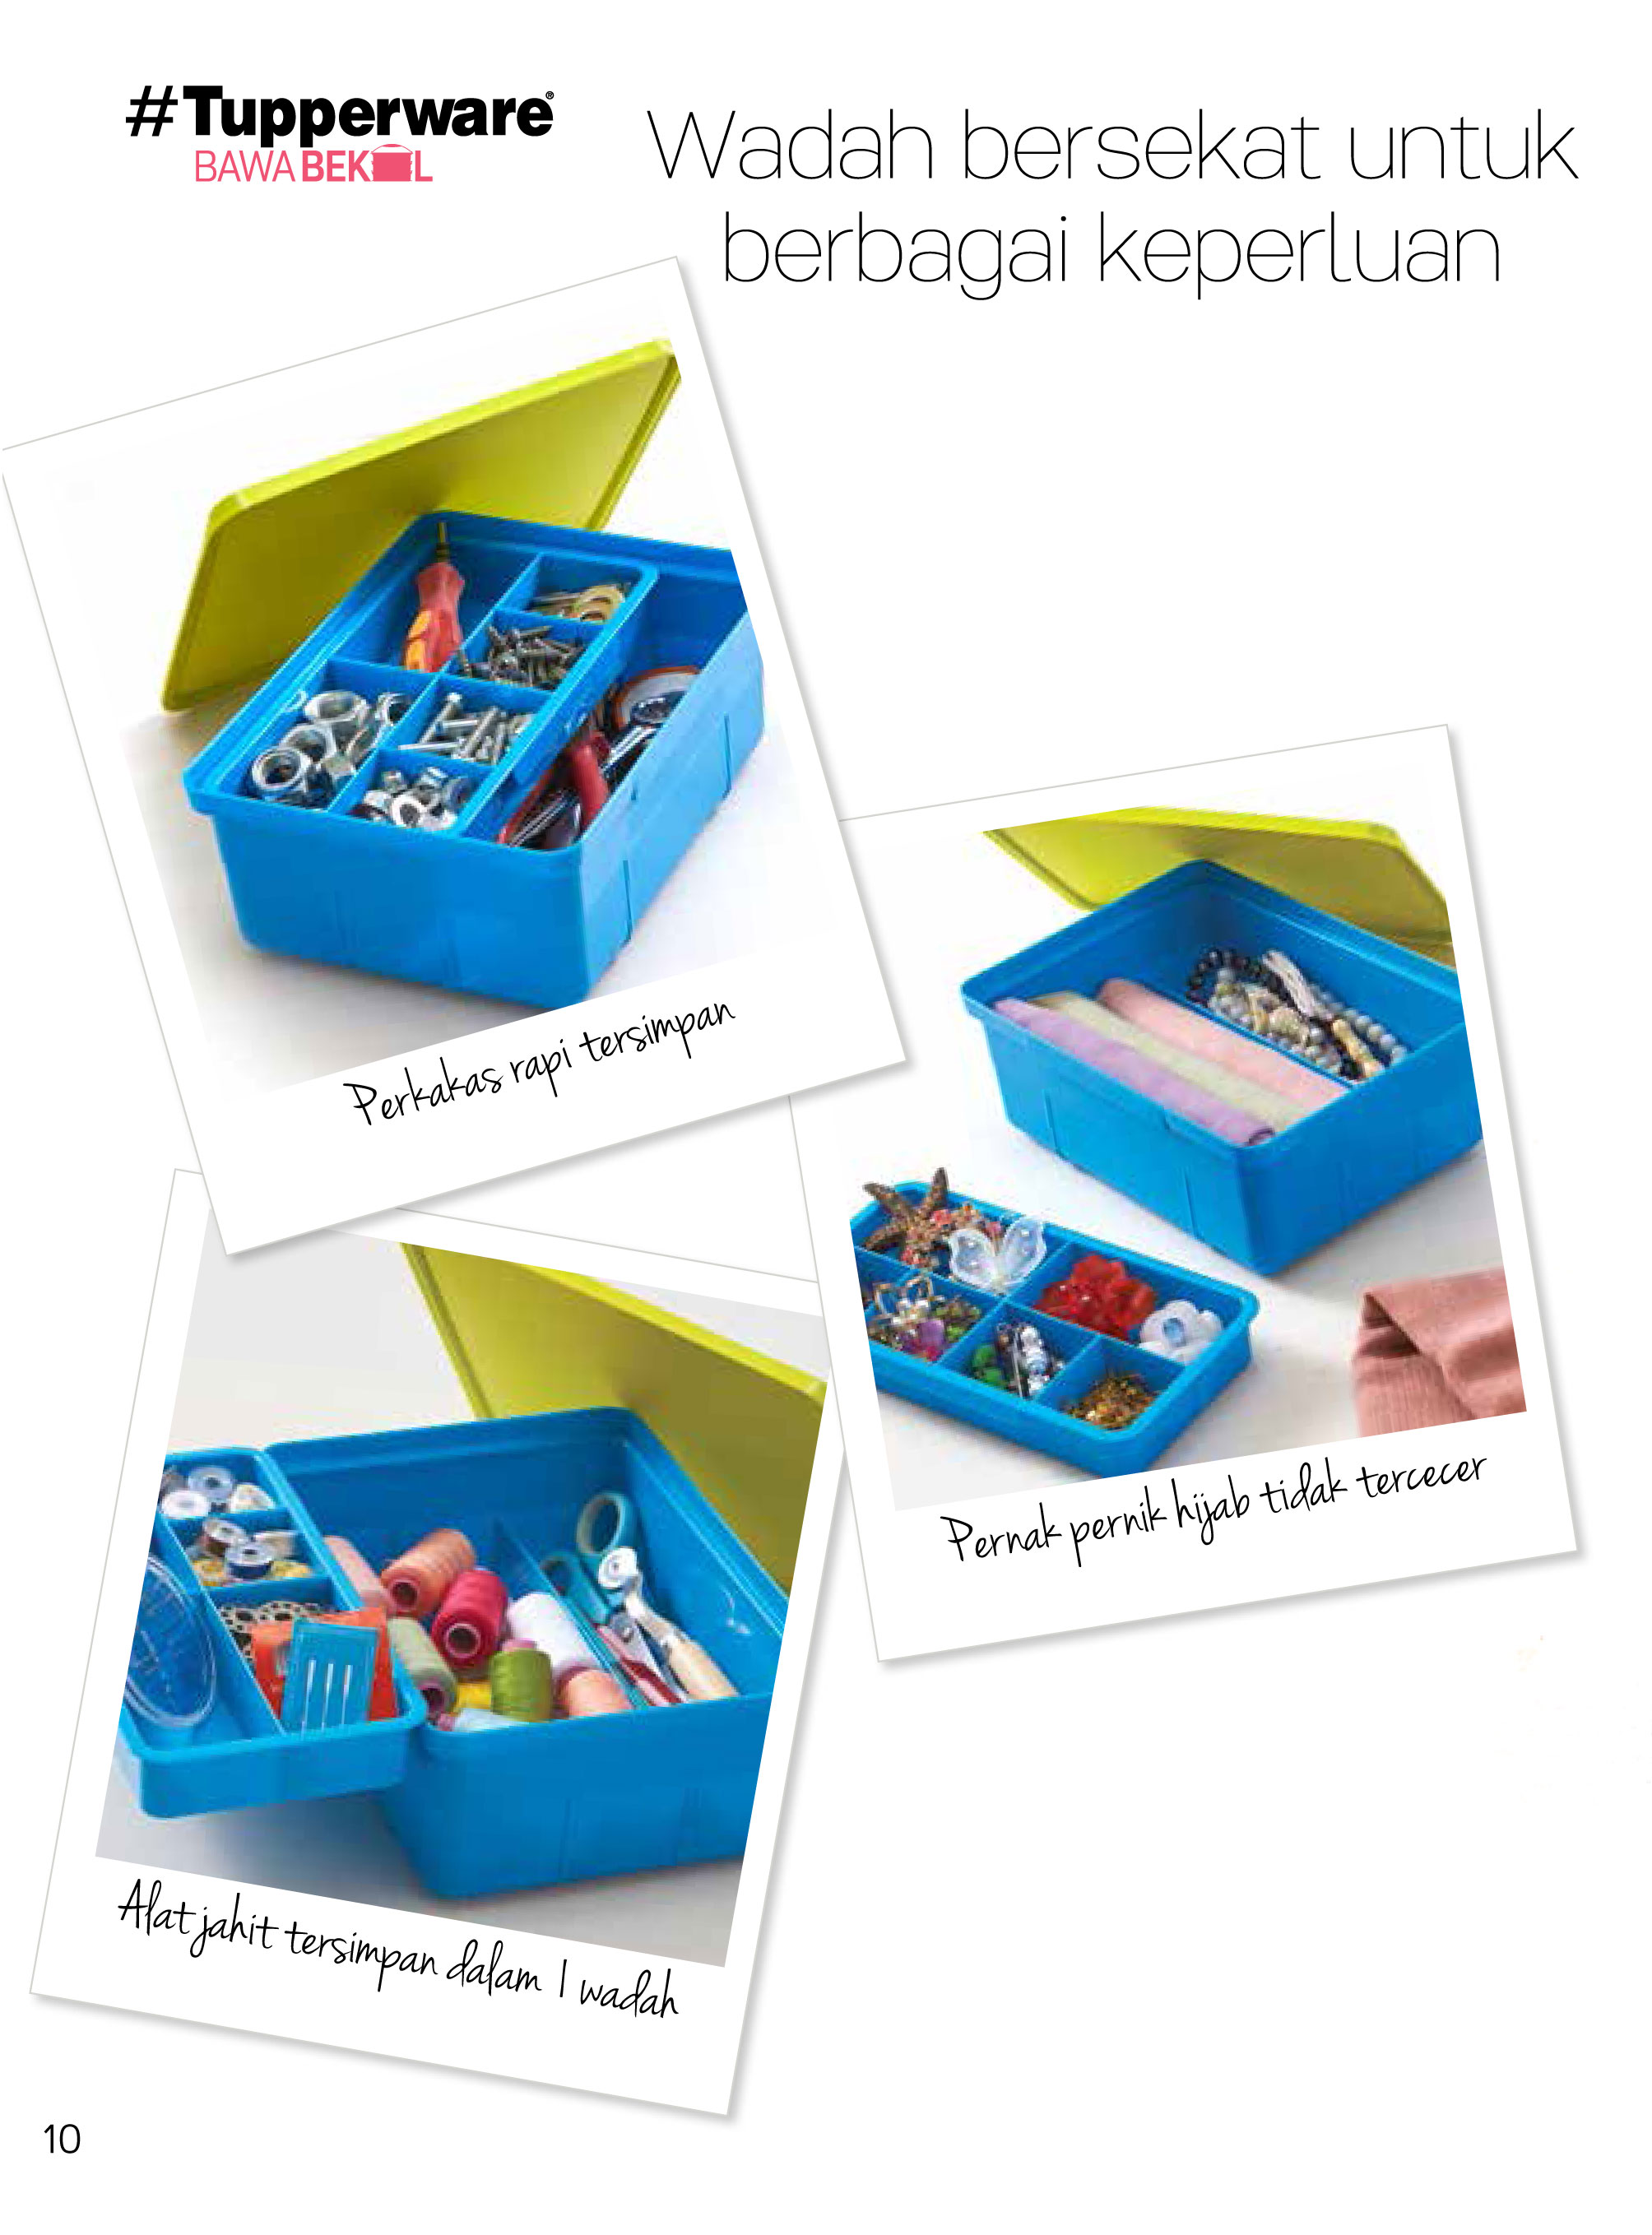 #Tupperware®
BAWA BEKAL
Wadah bersekat untuk
berbagai keperluan
Perkakas rapi tersimpan
Pernak pernik hijab tidak tercecer
Alat jahit tersimpan dalam 1 wadah
10